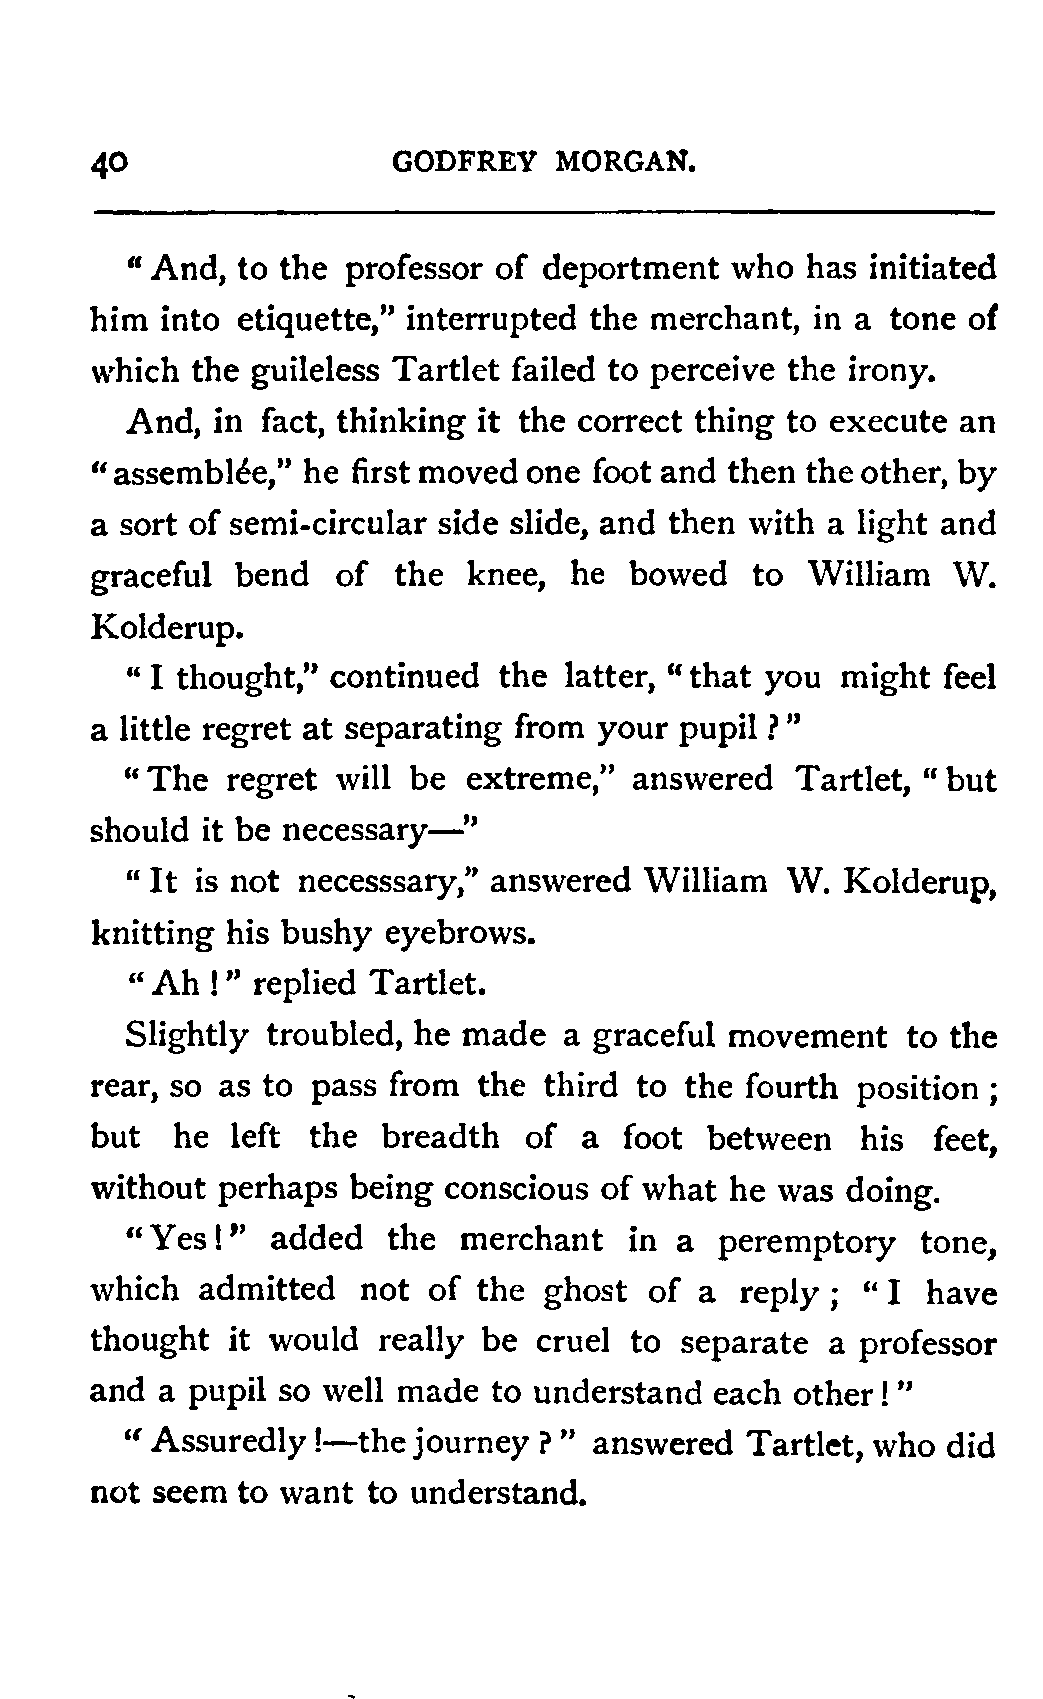 40 GODFREY MORGAN.
“ And, to the professor of deportment who has initiated
him into etiquette,” interrupted the merchant, in a tone of
which the guileless Tartlet failed to perceive the irony.
And, in fact, thinking it the correct thing to execute an
“ assemblée,” he first moved one foot and then the other, by
a sort of semi-circular side slide, and then with a light and
graceful bend of the knee, he bowed to William W.
Kolderup.
“ I thought,” continued the latter, “ that you might feel
a little regret at separating from your pupil ? ”
“ The regret will be extreme,” answered Tartlet, “ but
should it be necessary—”
“ It is not necesssary,” answered William W. Kolderup,
knitting his bushy eyebrows.
“ Ah ! ” replied Tartlet.
Slightly troubled, he made a graceful movement to the
rear, so as to pass from the third to the fourth position ;
but he left the breadth of a foot between his feet,
without perhaps being conscious of what he was doing.
“ Yes ! ” added the merchant in a peremptory tone,
which admitted not of the ghost of a reply ; “ I have
thought it would really be cruel to separate a professor
and a pupil so well made to understand each other ! ”
“ Assuredly !—the journey ? ” answered Tartlet, who did
not seem to want to understand.